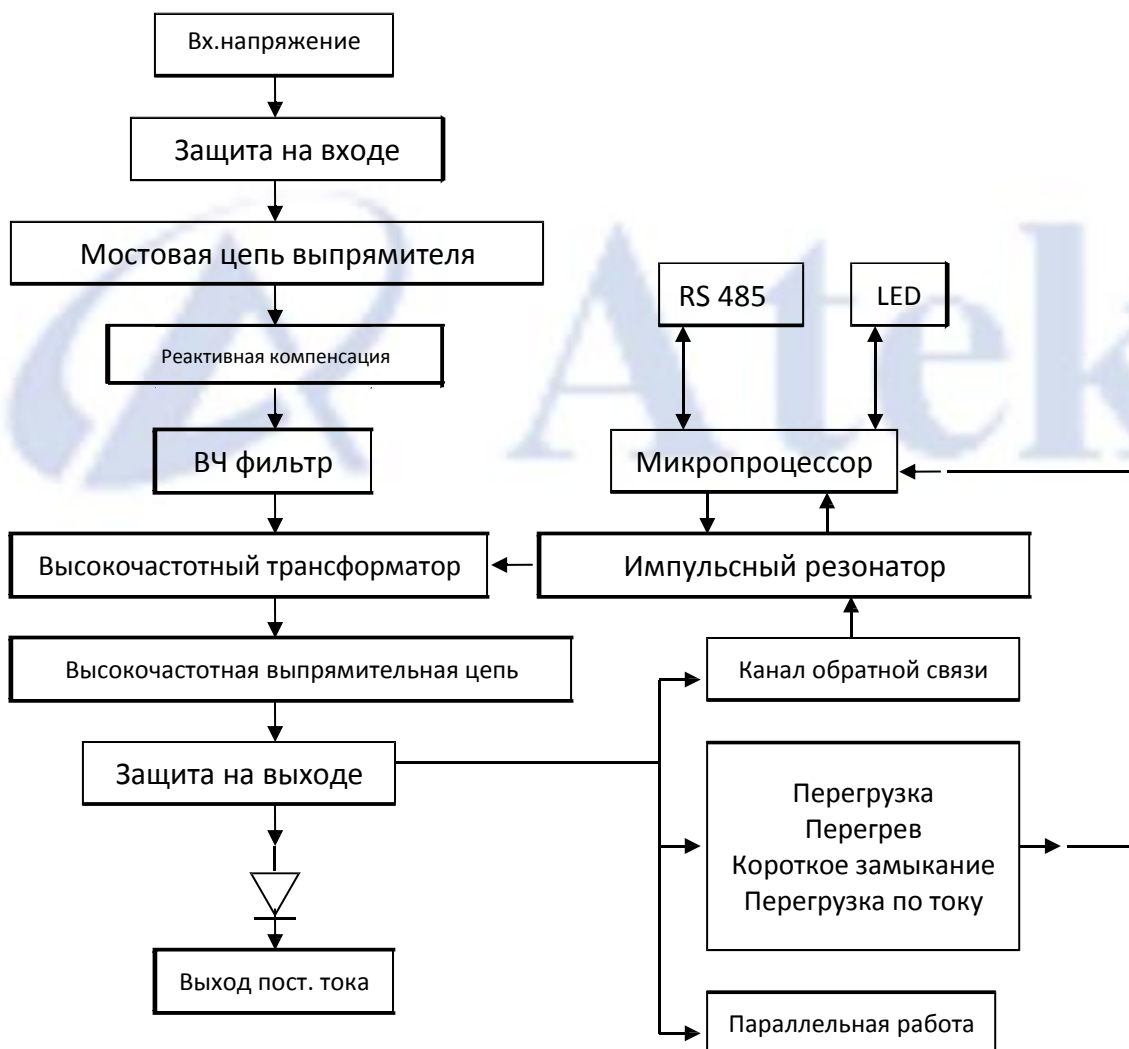 Вх.напряжение
Защита на входе
Мостовая цепь выпрямителя
Реактивная компенсация
ВЧ фильтр
Высокочастотный трансформатор
Высокочастотная выпрямительная цепь
Защита на выходе
Выход пост. тока
RS 485
LED
Микропроцессор
Импульсный резонатор
Канал обратной связи
Перегрузка
Перегрев
Короткое замыкание
Перегрузка по току
Параллельная работа
Atek